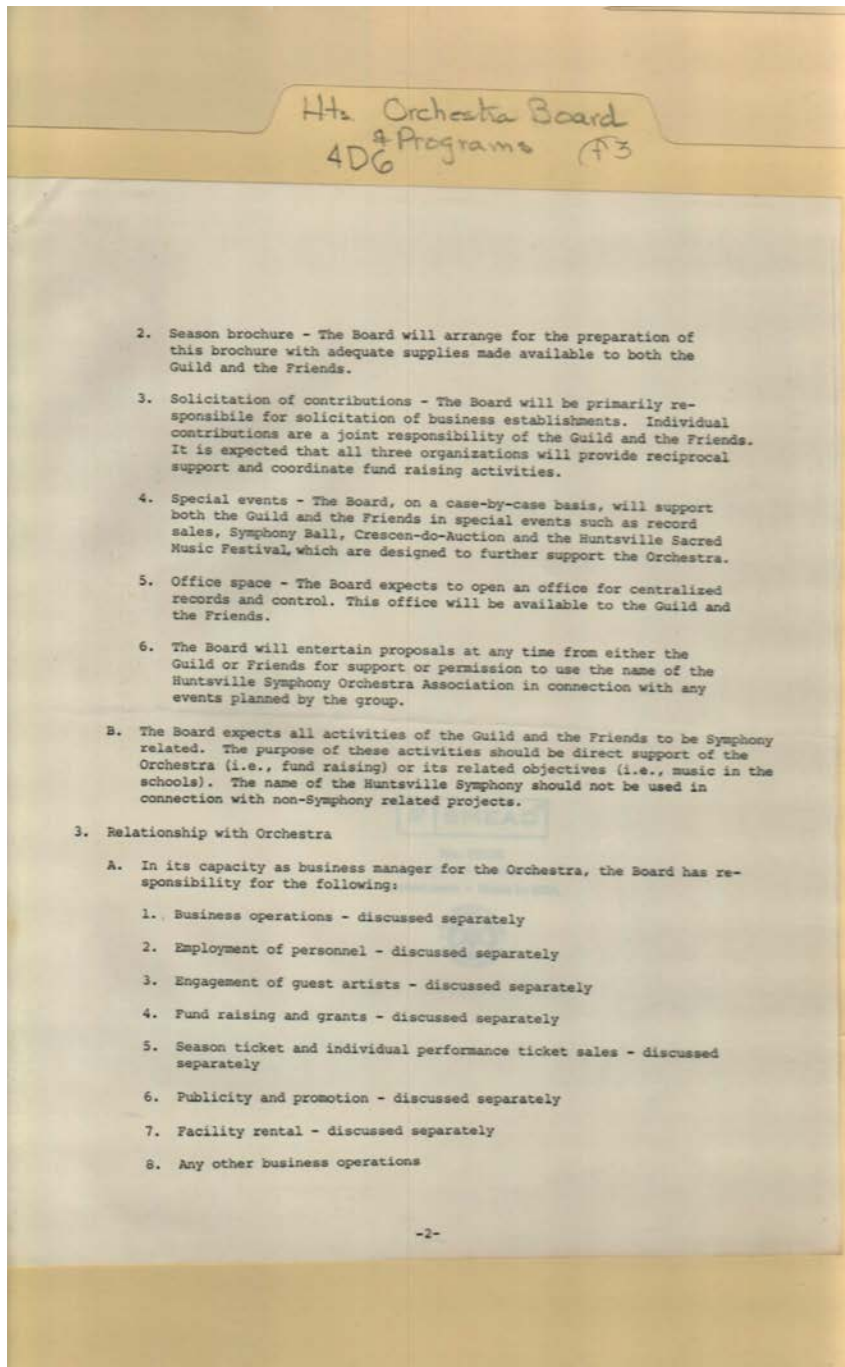 Hts Orchestra Board
& Programs
4D6 f3
2. Season brochure - The Board will arrange for the preparation of
this brochure with adequate supplies made available to both the
Guild and the Friends.
3. Solicitation of contributions - The Board will be primarily re-
sponsibile for solicitation of business establishments. Individual
contributions are a joint responsibility of the Guild and the Friends.
It is expected that all three organizations will provide reciprocal
support and coordinate fund raising activities.
4. Special events - The Board, on a case-by-case basis, will support
both the Guild and the Friends in special events such as record
sales, Symphony Ball, Crescen-do-Auction and the Huntsville Sacred
Music Festival, which are designed to further support the Orchestra.
5. Office space - The Board expects to open an office for centralized
records and control. This office will be available to the Guild and
the Friends.
6. The Board will entertain proposals at any time from either the
Guild or Friends for support or permission to use the name of the
Huntsville Symphony Orchestra Association in connection with any
events planned by the group.
B. The Board expects all activities of the Guild and the Friends to be Symphony
related. The purpose of these activities should be direct support of the
Orchestra (i.e., fund raising) or its related objectives (i.e., music in the
schools). The name of the Huntsville Symphony should not be used in
connection with non-Symphony related projects.
3. Relationship with Orchestra
A. In its capacity as business manager for the Orchestra, the Board has re-
sponsibility for the following:
1. Business operations - discussed separately
2. Employment of personnel - discussed separately
3. Engagement of guest artists - discussed separately
4. Fund raising and grants - discussed separately
5. Season ticket and individual performance ticket sales - discussed
separately
6. Publicity and promotion - discussed separately
7. Facility rental - discussed separately
8. Any other business operations
-2-